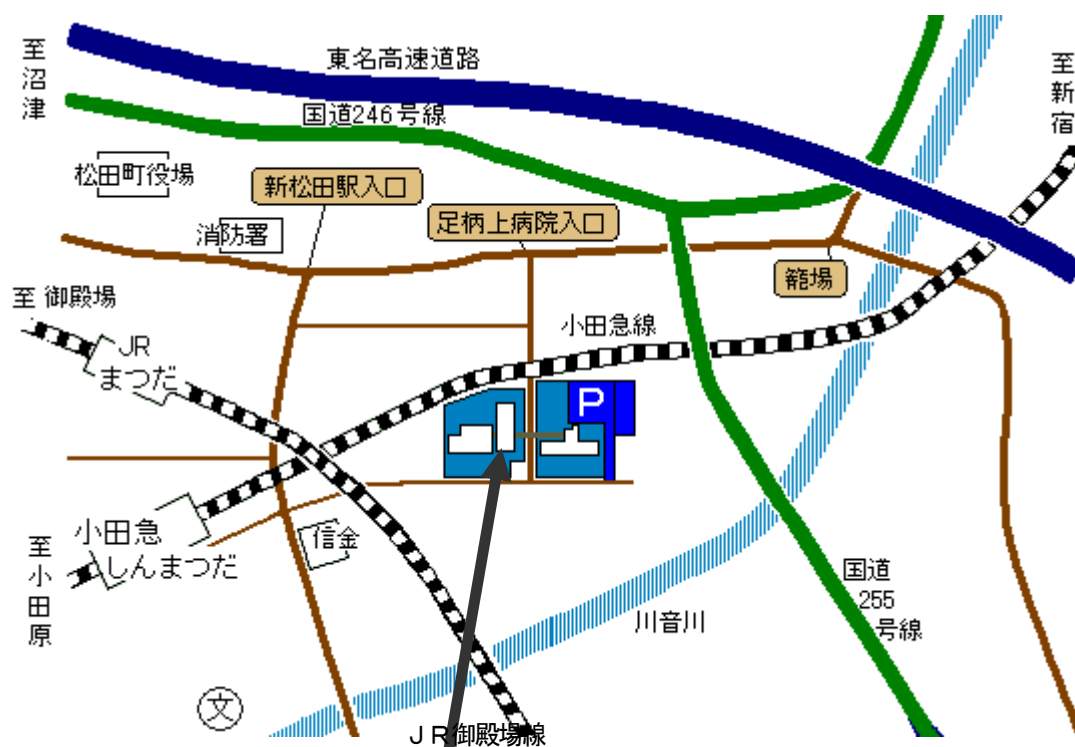 至沼津
東名高速道路
至新宿
国道246号線
松田町役場
新松田駅入口
足柄上病院入口
消防署
籠場
至 御殿場
小田急線
JR
まつだ
P
小田急
しんまつだ
信金
至小田原
国道
255
号線
川音川
文
ＪＲ御殿場線